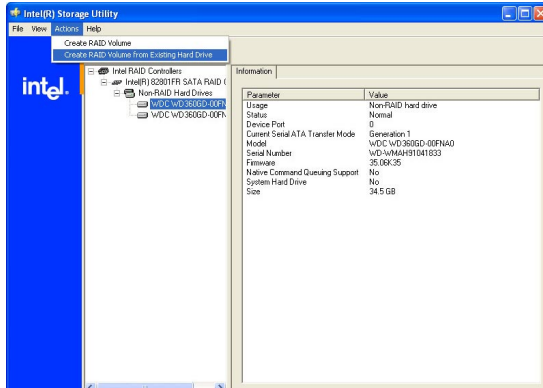 Intel(R) Storage Utility
File View Actions Help
Create RAID Volume
Create RAID Volume from Existing Hard Drive
intel.
Intel RAID Controllers
Intel(R) 82801FR SATA RAID (
Non-RAID Hard Drives
WDC WD360GD-00FN
WDC WD360GD-00FN
Information
Parameter Value
Usage Non-RAID hard drive
Status Normal
Device Port 0
Current Serial ATA Transfer Mode Generation 1
Model WDC WD360GD-00FNA0
Serial Number WD-WMAH91041833
Firmware 35.06K35
Native Command Queuing Support No
System Hard Drive No
Size 34.5 GB